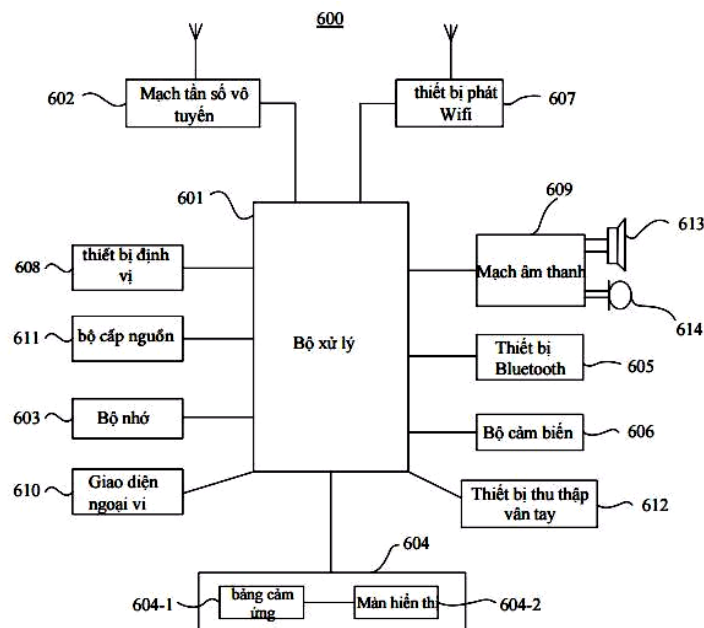 600
602
Mạch tần số vô
tuyến
thiết bị phát
Wifi
607
601
609
613
608
thiết bị định
vị
Mạch âm thanh
614
611
bộ cấp nguồn
Bộ xử lý
Thiết bị
Bluetooth
605
603
Bộ nhớ
Bộ cảm biến
606
610
Giao diện
ngoại vi
Thiết bị thu thập
vân tay
612
604
604-1
bảng cảm
ứng
Màn hiển thị
604-2